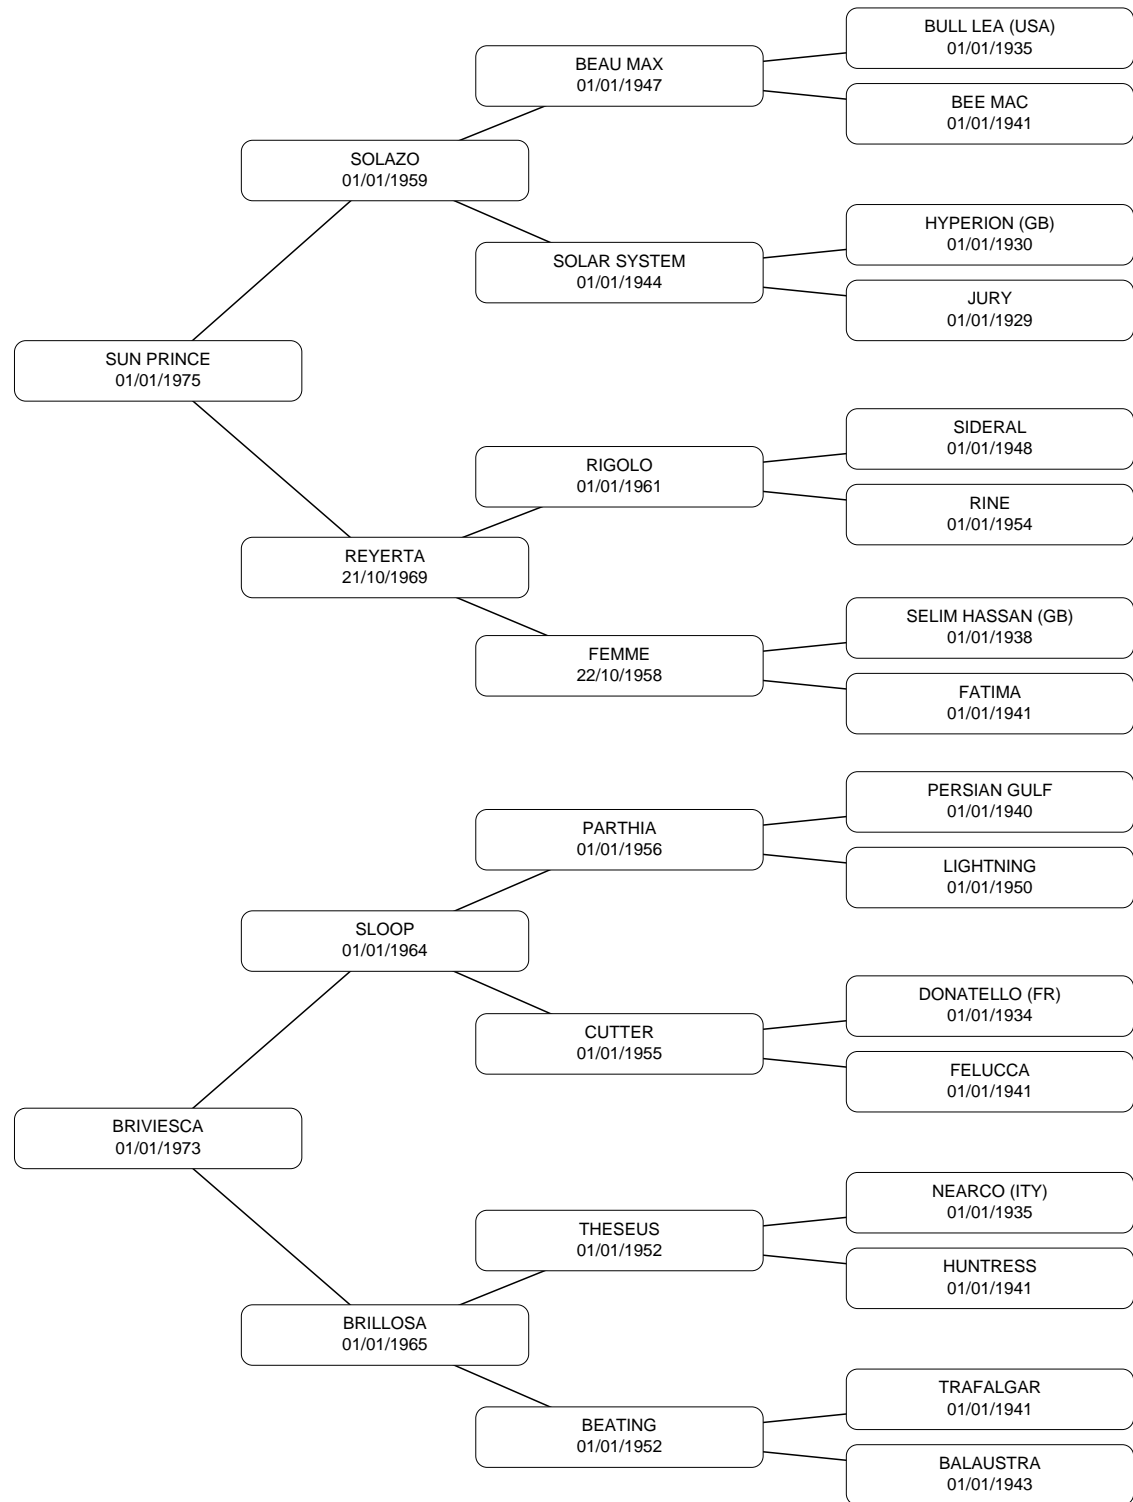 BULL LEA (USA)
01/01/1935
BEAU MAX
01/01/1947
BEE MAC
01/01/1941
SOLAZO
01/01/1959
HYPERION (GB)
01/01/1930
SOLAR SYSTEM
01/01/1944
JURY
01/01/1929
SUN PRINCE
01/01/1975
SIDERAL
01/01/1948
RIGOLO
01/01/1961
RINE
01/01/1954
REYERTA
21/10/1969
SELIM HASSAN (GB)
01/01/1938
FEMME
22/10/1958
FATIMA
01/01/1941
PERSIAN GULF
01/01/1940
PARTHIA
01/01/1956
LIGHTNING
01/01/1950
SLOOP
01/01/1964
DONATELLO (FR)
01/01/1934
CUTTER
01/01/1955
FELUCCA
01/01/1941
BRIVIESCA
01/01/1973
NEARCO (ITY)
01/01/1935
THESEUS
01/01/1952
HUNTRESS
01/01/1941
BRILLOSA
01/01/1965
TRAFALGAR
01/01/1941
BEATING
01/01/1952
BALAUSTRA
01/01/1943